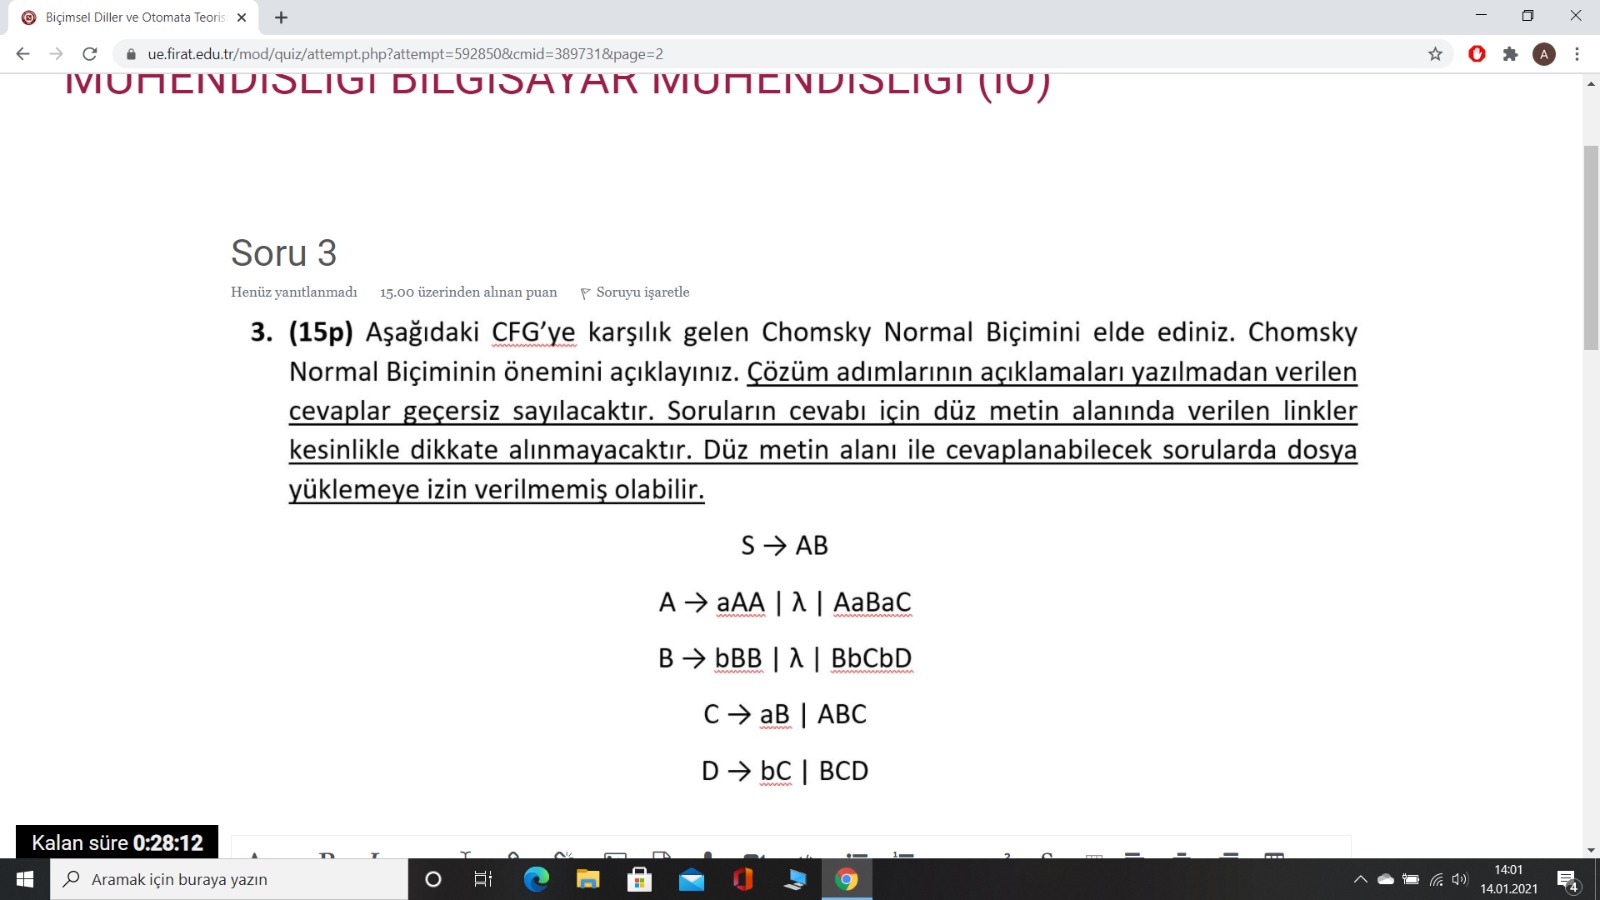 Biçimsel Diller ve Otomata Teoris
ue.firat.edu.tr/mod/quiz/attempt.php?attempt=592850&cmid=389731&page=2
A
MÜHENDİSLİĞİ BİLGİSAYAR MÜHENDİSLİĞİ (İÖ)
Soru 3
Henüz yanıtlanmadı 15.00 üzerinden alınan puan Soruyu işaretle
3. (15p) Aşağıdaki CFG’ye karşılık gelen Chomsky Normal Biçimini elde ediniz. Chomsky
Normal Biçiminin önemini açıklayınız. Çözüm adımlarının açıklamaları yazılmadan verilen
cevaplar geçersiz sayılacaktır. Soruların cevabı için düz metin alanında verilen linkler
kesinlikle dikkate alınmayacaktır. Düz metin alanı ile cevaplanabilecek sorularda dosya
yüklemeye izin verilmemiş olabilir.
S → AB
A → aAA | λ | AaBaC
B → bBB | λ | BbCbD
C → aB | ABC
D → bC | BCD
Kalan süre 0:28:12
Aramak için buraya yazın
14:01
14.01.2021
4